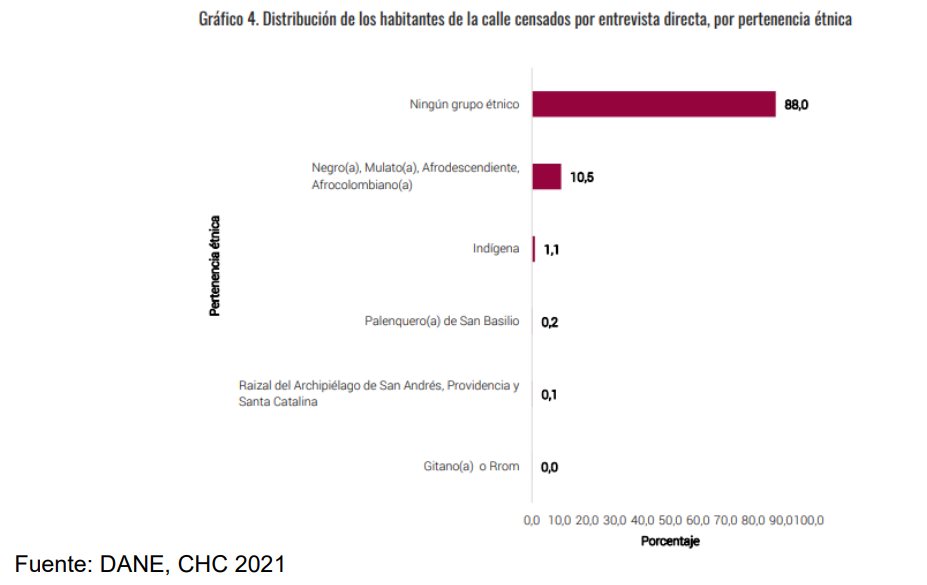 Gráfico 4. Distribución de los habitantes de la calle censados por entrevista directa, por pertenencia étnica
Pertenencia étnica
Ningún grupo étnico 88,0
Negro(a), Mulato(a), Afrodescendiente,
Afrocolombiano(a) 10,5
Indígena 1,1
Palenquero(a) de San Basilio 0,2
Raizal del Archipiélago de San Andrés, Providencia y
Santa Catalina 0,1
Gitano(a) o Rrom 0,0
0,0 10,0 20,0 30,0 40,0 50,0 60,0 70,0 80,0 90,0100,0
Porcentaje
Fuente: DANE, CHC 2021